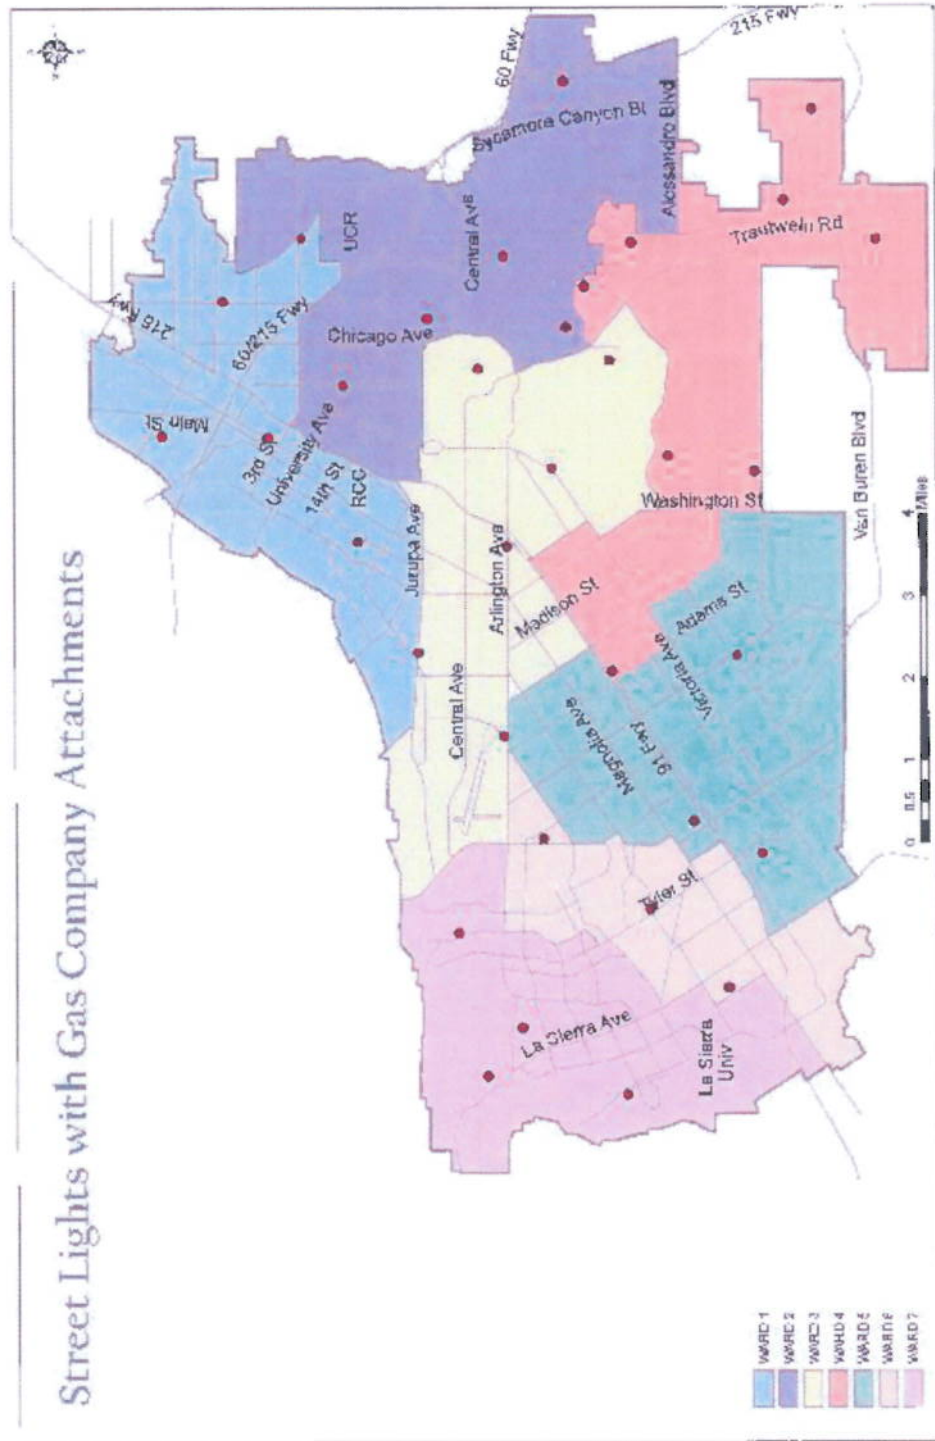 Street Lights with Gas Company Attachments
215 Fwy
Main St
60/215 Fwy
3rd St
University Ave
14th St
RCC
UCR
60 Fwy
215 Fwy
Chicago Ave
Central Ave
Sycamore Canyon Bl
Alessandro Blvd
Jurupa Ave
Central Ave
Arlington Ave
Madison St
Washington St
Trautwein Rd
Van Buren Blvd
Magnolia Ave
91 Fwy
Victoria Ave
Adams St
Tyler St
La Sierra Ave
La Sierra
Univ
WARD 1
WARD 2
WARD 3
WARD 4
WARD 5
WARD 6
WARD 7
0 0.5 1 2 3 4
Miles